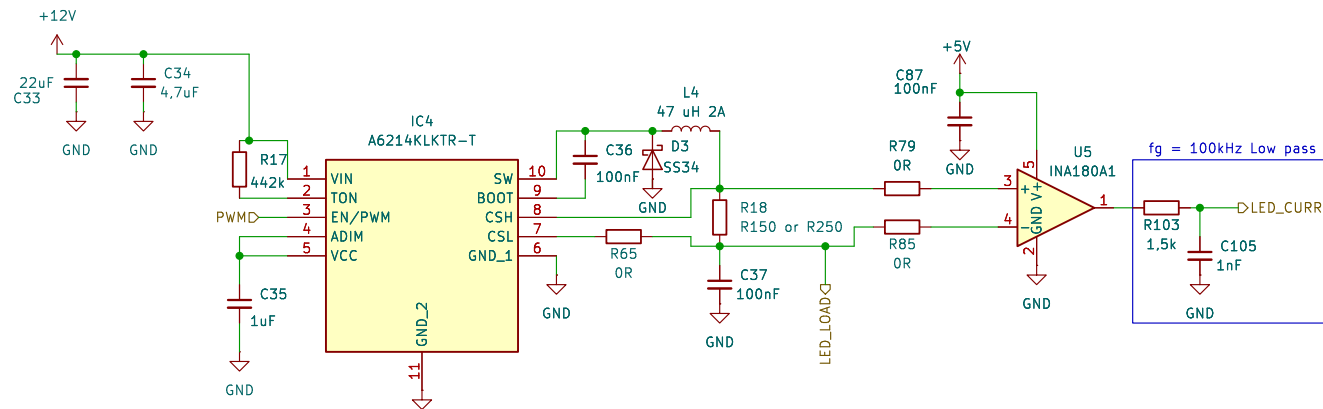 +12V
22uF
C33
GND
C34
4,7uF
GND
R17
442k
PWM
C35
1uF
GND
IC4
A6214KLKTR-T
1 VIN
2 TON
3 EN/PWM
4 ADIM
5 VCC
SW 10
BOOT 9
CSH 8
CSL 7
GND_1 6
GND_2
11
GND
C36
100nF
L4
47 uH 2A
D3
SS34
GND
R18
R150 or R250
R65
0R
C37
100nF
GND
LED_LOAD
+5V
C87
100nF
GND
R79
0R
R85
0R
U5
INA180A1
3
+
4
-
5
V+
GND
2
1
GND
fg = 100kHz Low pass
R103
1,5k
C105
1nF
GND
LED_CURR